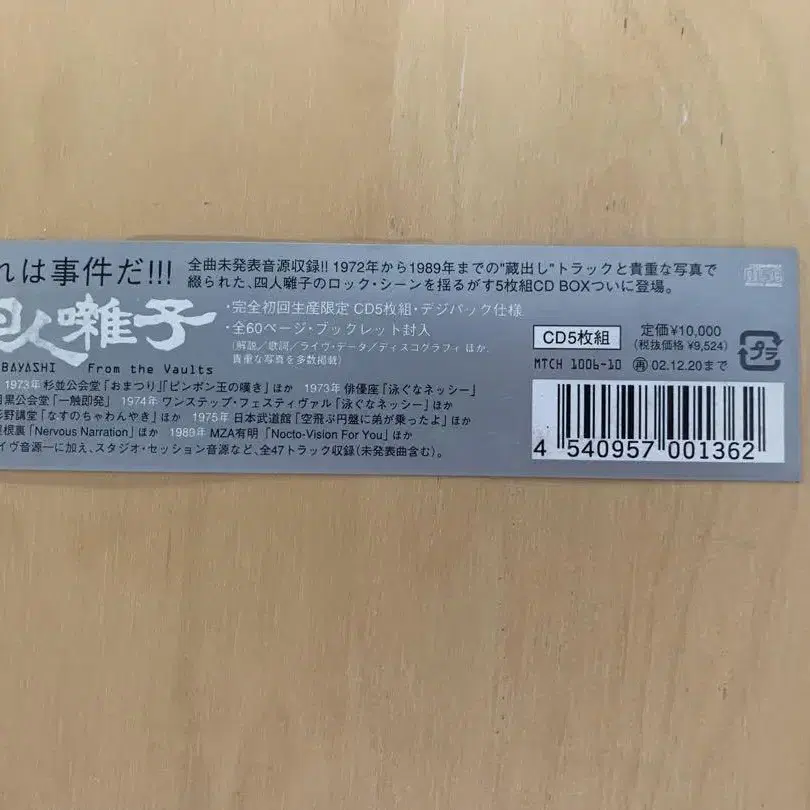 れは事件だ!!!
全曲未発表音源収録!! 1972年から1989年までの"蔵出し"トラックと貴重な写真で
綴られた、四人囃子のロック・シーンを揺るがす5枚組CD BOXついに登場。
四人囃子
BAYASHI From the Vaults
・完全初回生産限定 CD5枚組・デジパック仕様
・全60ページ・ブックレット封入
(解説/歌詞/ライヴ・データ/ディスコグラフィ ほか、
貴重な写真を多数掲載)
1973年 杉並公会堂「おまつり」「ピンポン玉の嘆き」ほか 1973年 俳優座「泳ぐなネッシー」
目黒公会堂「一触即発」 1974年 ワンステップ・フェスティヴァル「泳ぐなネッシー」ほか
杉野講堂「なすのちゃわんやき」ほか 1975年 日本武道館「空飛ぶ円盤に弟が乗ったよ」ほか
屋根裏「Nervous Narration」ほか 1989年 MZA有明「Nocto-Vision For You」ほか
イヴ音源一に加え、スタジオ・セッション音源など、全47トラック収録(未発表曲含む)。
CD5枚組
定価¥10,000
(税抜価格 ¥9,524)
MTCH 1006-10
再 02.12.20まで
プラ
4 540957 001362